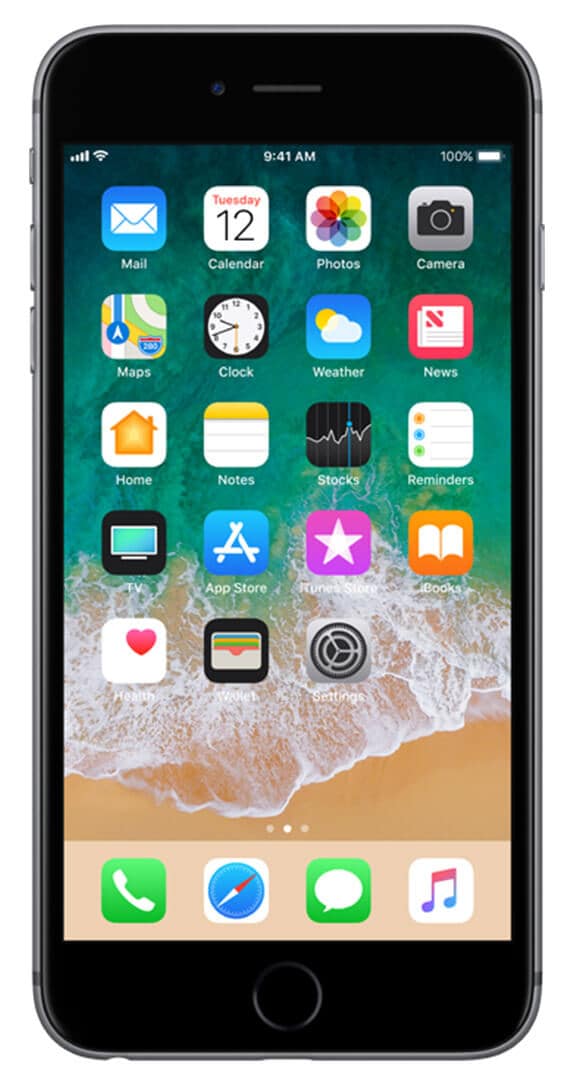 9:41 AM 100%
Tuesday
12
Mail Calendar Photos Camera
280
Maps Clock Weather News
Home Notes Stocks Reminders
TV App Store iTunes Store iBooks
Health Wallet Settings